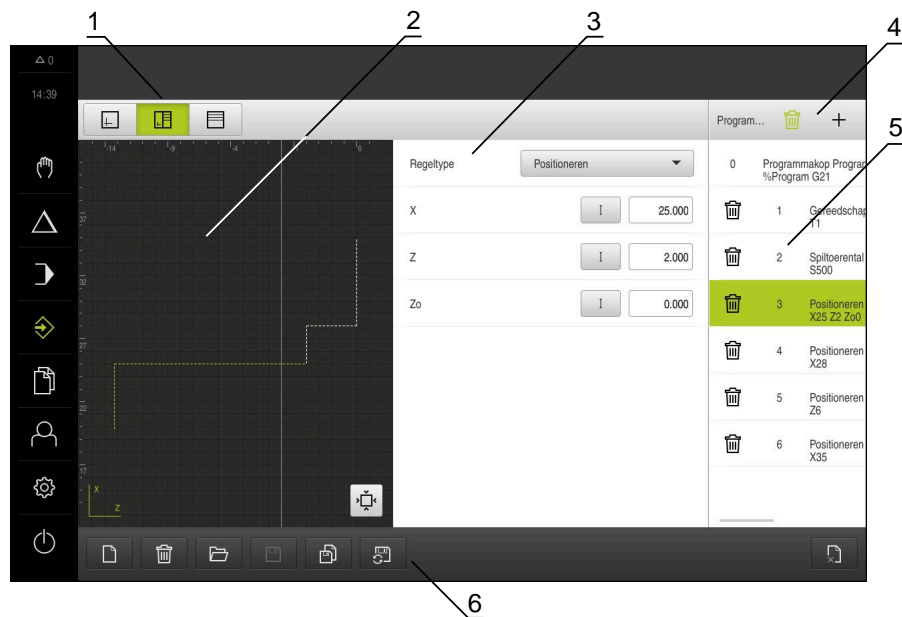 1
2
3
4
0
14:39
Program...
5
-14
-9
-4
6
Regeltype
Positioneren
X
25.000
Z
2.000
Zo
0.000
37
32
27
22
17
X
Z
0
Programmakop Program
%Program G21
1
Gereedschap
T1
2
Spiltoerental
S500
3
Positioneren
X25 Z2 Zo0
4
Positioneren
X28
5
Positioneren
Z6
6
Positioneren
X35
6